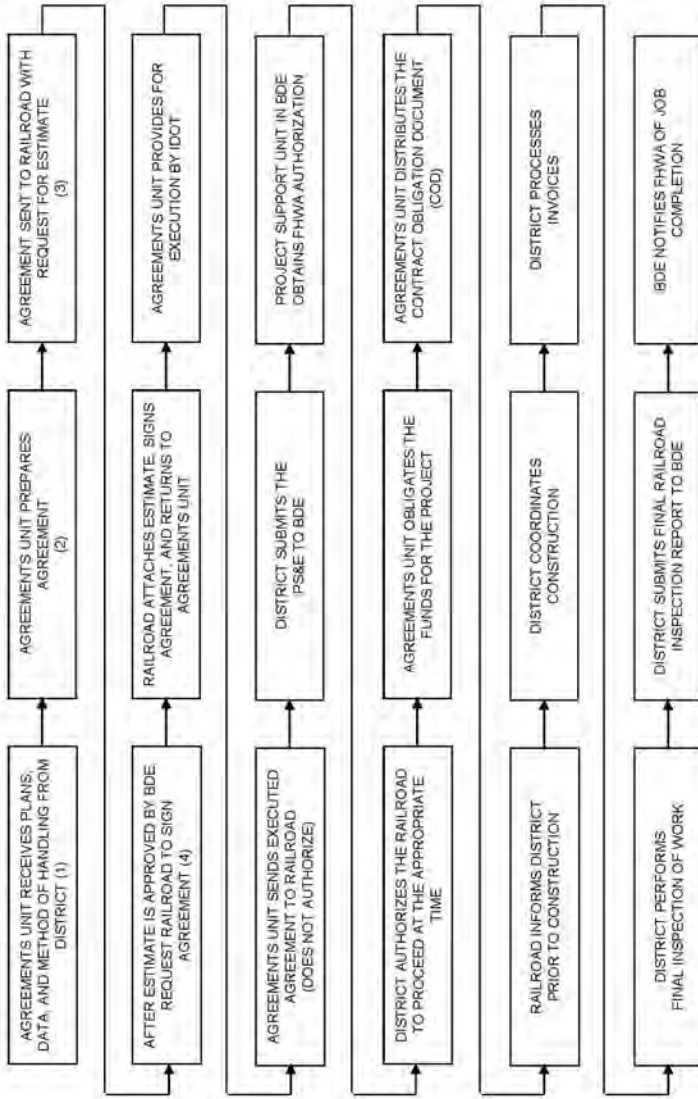 AGREEMENTS UNIT RECEIVES PLANS,
DATA, AND METHOD OF HANDLING FROM
DISTRICT (1)
AGREEMENTS UNIT PREPARES
AGREEMENT
(2)
AGREEMENT SENT TO RAILROAD WITH
REQUEST FOR ESTIMATE
(3)
AFTER ESTIMATE IS APPROVED BY BDE,
REQUEST RAILROAD TO SIGN
AGREEMENT (4)
RAILROAD ATTACHES ESTIMATE, SIGNS
AGREEMENT, AND RETURNS TO
AGREEMENTS UNIT
AGREEMENTS UNIT PROVIDES FOR
EXECUTION BY IDOT
AGREEMENTS UNIT SENDS EXECUTED
AGREEMENT TO RAILROAD
(DOES NOT AUTHORIZE)
DISTRICT SUBMITS THE
PS&E TO BDE
PROJECT SUPPORT UNIT IN BDE
OBTAINS FHWA AUTHORIZATION
DISTRICT AUTHORIZES THE RAILROAD
TO PROCEED AT THE APPROPRIATE
TIME
AGREEMENTS UNIT OBLIGATES THE
FUNDS FOR THE PROJECT
AGREEMENTS UNIT DISTRIBUTES THE
CONTRACT OBLIGATION DOCUMENT
(COD)
RAILROAD INFORMS DISTRICT
PRIOR TO CONSTRUCTION
DISTRICT COORDINATES
CONSTRUCTION
DISTRICT PROCESSES
INVOICES
DISTRICT PERFORMS
FINAL INSPECTION OF WORK
DISTRICT SUBMITS FINAL RAILROAD
INSPECTION REPORT TO BDE
BDE NOTIFIES FHWA OF JOB
COMPLETION